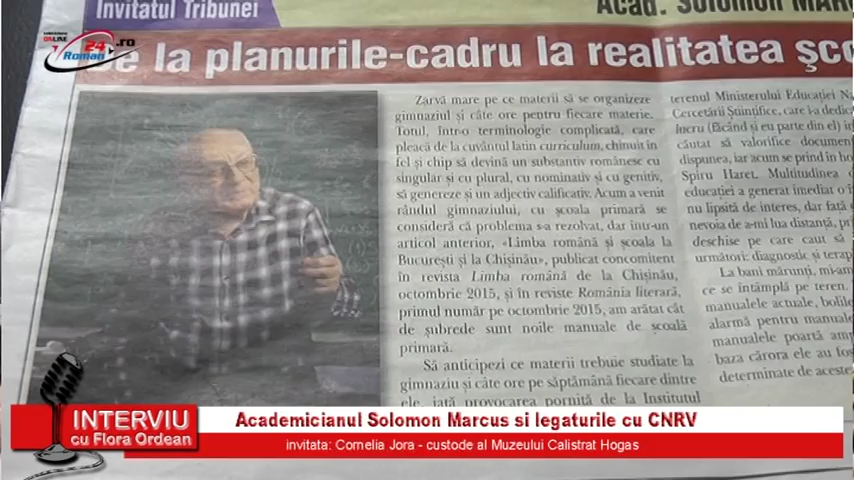 Invitatul Tribunei
Acad. Solomon MARC
24.ro
ONLINE
Roman
de la planurile-cadru la realitatea şco
Zarvă mare pe ce materii să se organizeze
gimnaziul şi câte ore pentru fiecare materie.
Totul, într-o terminologie complicată, care
pleacă de la cuvântul latin curriculum, chinuit în
fel şi chip să devină un substantiv românesc cu
singular şi cu plural, cu nominativ şi cu genitiv,
să genereze şi un adjectiv calificativ. Acum a venit
rândul gimnaziului, cu şcoala primară se
consideră că problema s-a rezolvat, dar într-un
articol anterior, «Limba română şi şcoala la
Bucureşti şi la Chişinău», publicat concomitent
în revista Limba română de la Chişinău,
octombrie 2015, şi în reviste România literară,
primul număr pe octombrie 2015, am arătat cât
de şubrede sunt noile manuale de şcoală
primară.
Să anticipezi ce materii trebuie studiate la
gimnaziu şi câte ore pe săptămână fiecare dintre
ele, iată provocarea pornită de la Institutul
terenul Ministerului Educaţiei Na
Cercetării Ştiinţifice, care i-a dedic
lucru (făcând şi eu parte din el) în
căutat să valorifice document
dispunea, iar acum se prind în ho
Spiru Haret. Multitudinea d
educaţiei a generat imediat o î
nu lipsită de interes, dar faţă d
nevoia de a-mi lua distanţă, pr
deschise pe care caut să
următori: diagnostic şi terap
La bani mărunţi, mi-am
ce se întâmplă pe teren.
manualele actuale, bolile
alarmă pentru manuale
manualele poartă amp
baza cărora ele au fos
determinate de aceste
INTERVIU
cu Flora Ordean
Academicianul Solomon Marcus si legaturile cu CNRV
invitata: Cornelia Jora - custode al Muzeului Calistrat Hogas